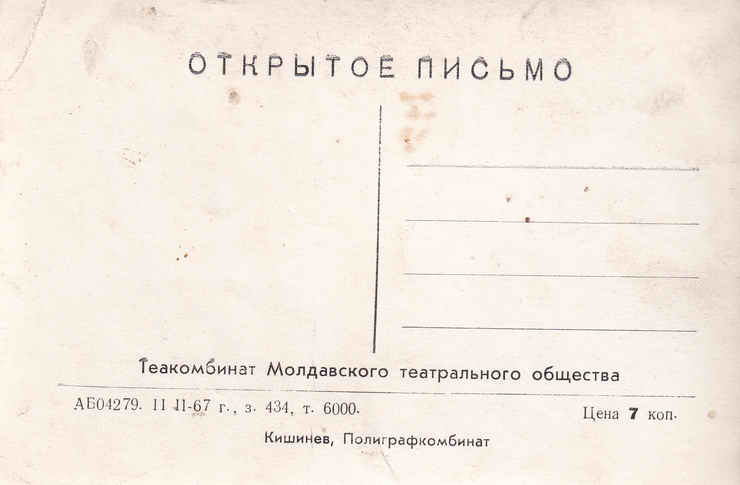 ОТКРЫТОЕ ПИСЬМО
Теакомбинат Молдавского театрального общества
АБ04279. 11 II-67 г., з. 434, т. 6000.
Цена 7 коп.
Кишинев, Полиграфкомбинат